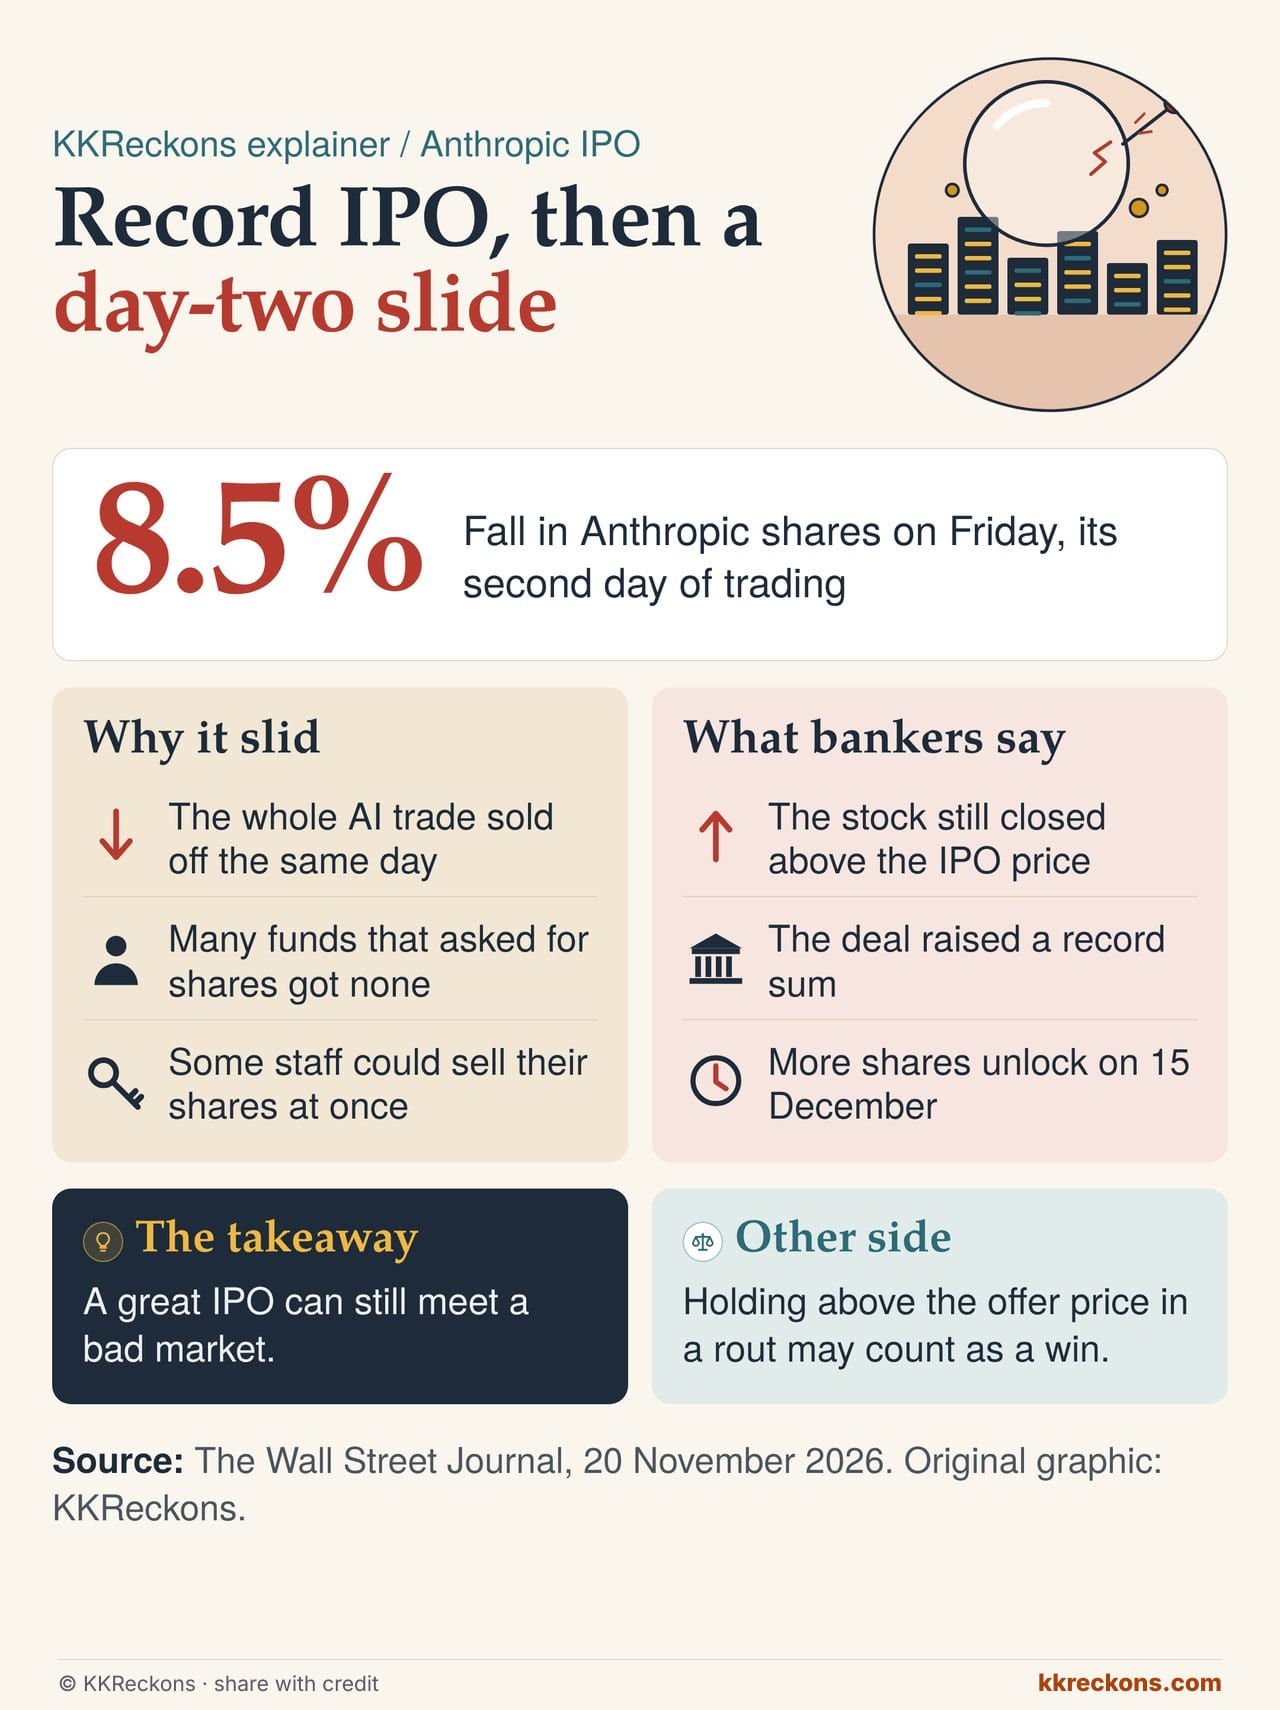 KKReckons explainer / Anthropic IPO
Record IPO, then a
day-two slide
8.5%
Fall in Anthropic shares on Friday, its
second day of trading
Why it slid
The whole AI trade sold
off the same day
Many funds that asked for
shares got none
Some staff could sell their
shares at once
What bankers say
The stock still closed
above the IPO price
The deal raised a record
sum
More shares unlock on 15
December
The takeaway
A great IPO can still meet a
bad market.
Other side
Holding above the offer price in
a rout may count as a win.
Source: The Wall Street Journal, 20 November 2026. Original graphic:
KKReckons.
© KKReckons · share with credit
kkreckons.com